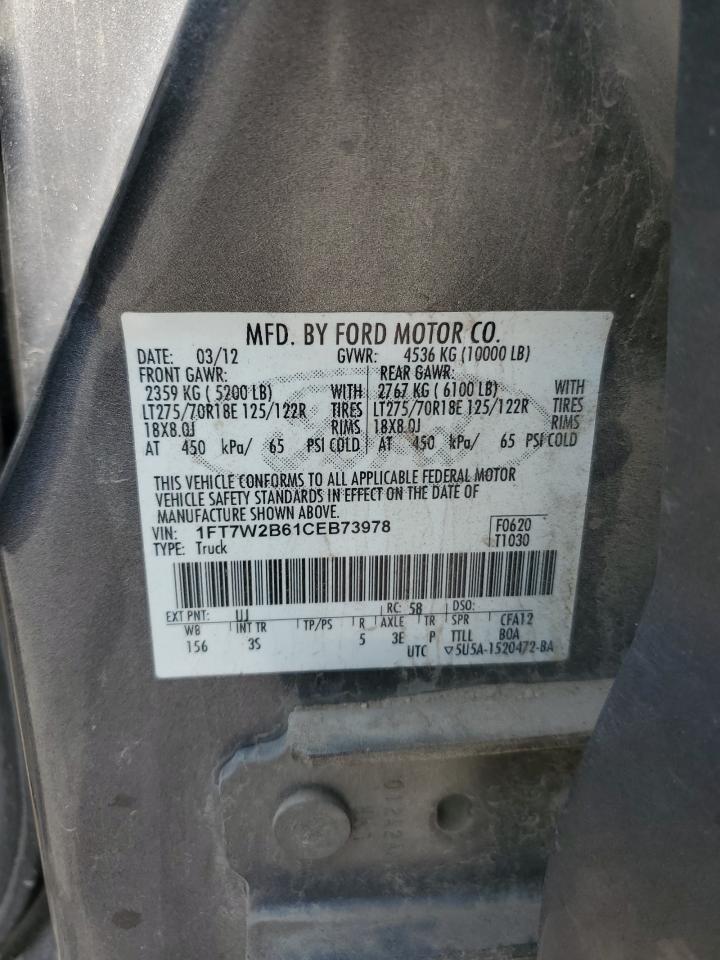 MFD. BY FORD MOTOR CO.
DATE: 03/12 GVWR: 4536 KG (10000 LB)
FRONT GAWR: REAR GAWR:
2359 KG ( 5200 LB) WITH 2767 KG ( 6100 LB) WITH
LT275/70R18E 125/122R TIRES LT275/70R18E 125/122R TIRES
18X8.0J RIMS 18X8.0J RIMS
AT 450 kPa/ 65 PSI COLD AT 450 kPa/ 65 PSI COLD
THIS VEHICLE CONFORMS TO ALL APPLICABLE FEDERAL MOTOR
VEHICLE SAFETY STANDARDS IN EFFECT ON THE DATE OF
MANUFACTURE SHOWN ABOVE.
VIN: 1FT7W2B61CEB73978 F0620
TYPE: Truck T1030
EXT PNT: UJ RC: 58 DSO:
WB INT TR TP/PS R AXLE TR SPR CFA12
156 3S 5 3E P TTLL BOA
UTC ▽5U5A-1520472-BA